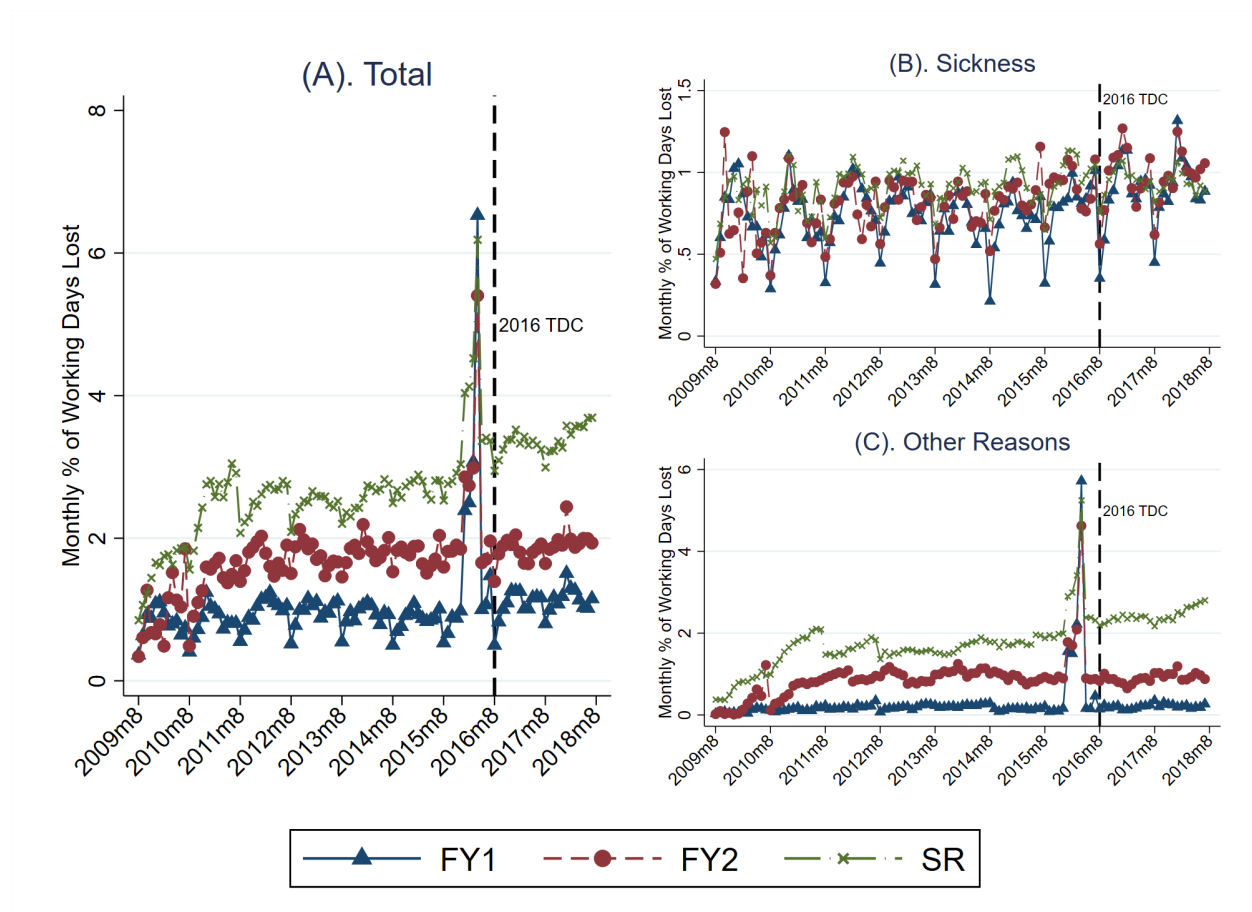 (A). Total
Monthly % of Working Days Lost
8
6
4
2
0
2016 TDC
2009m8
2010m8
2011m8
2012m8
2013m8
2014m8
2015m8
2016m8
2017m8
2018m8
(B). Sickness
Monthly % of Working Days Lost
1.5
1
.5
0
2016 TDC
2009m8
2010m8
2011m8
2012m8
2013m8
2014m8
2015m8
2016m8
2017m8
2018m8
(C). Other Reasons
Monthly % of Working Days Lost
6
4
2
0
2016 TDC
2009m8
2010m8
2011m8
2012m8
2013m8
2014m8
2015m8
2016m8
2017m8
2018m8
FY1 FY2 SR